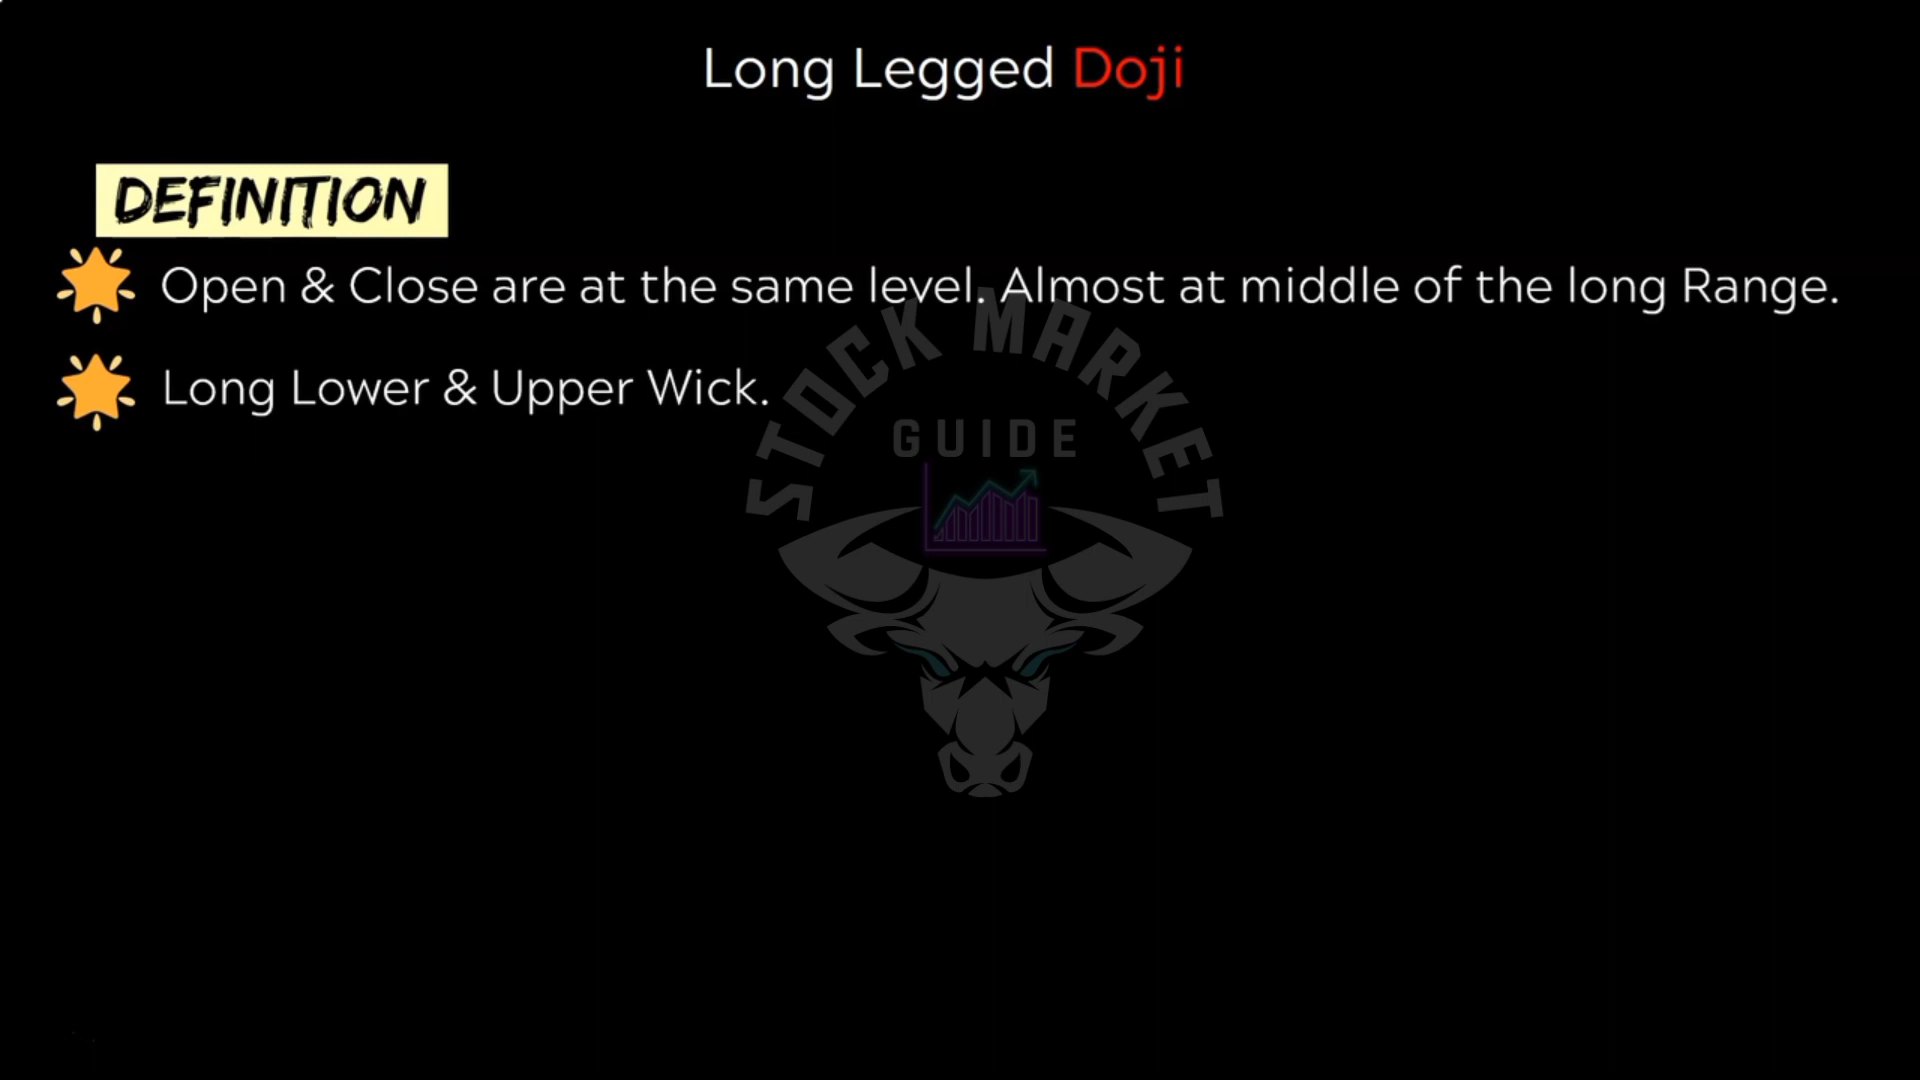 Long Legged Doji
DEFINITION
Open & Close are at the same level. Almost at middle of the long Range.
Long Lower & Upper Wick.
STOCK MARKET
GUIDE